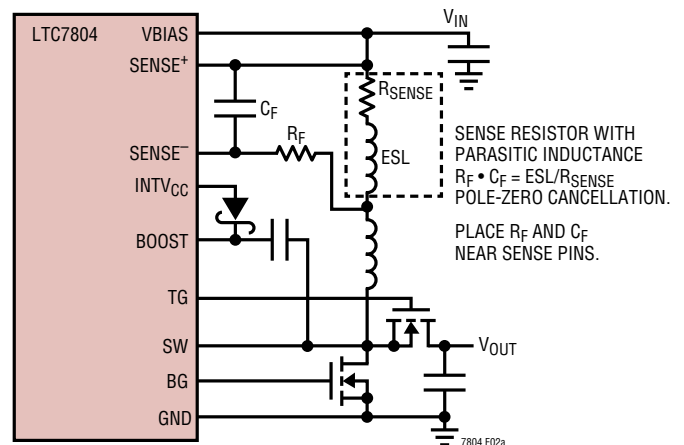 LTC7804
VBIAS
SENSE+
SENSE–
INTVCC
BOOST
TG
SW
BG
GND
VIN
CF
RF
RSENSE
ESL
SENSE RESISTOR WITH
PARASITIC INDUCTANCE
RF • CF = ESL/RSENSE
POLE-ZERO CANCELLATION.
PLACE RF AND CF
NEAR SENSE PINS.
VOUT
7804 F02a